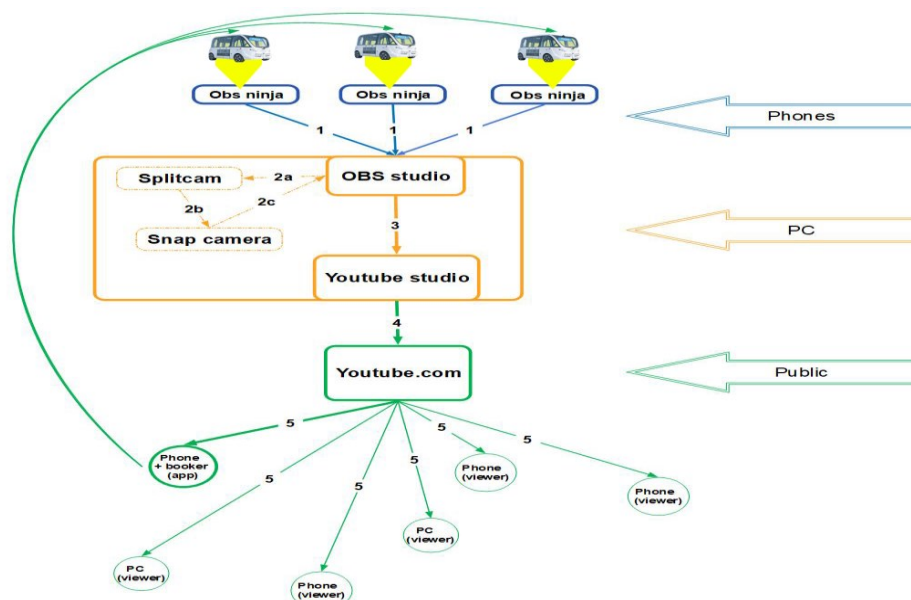 Obs ninja
Obs ninja
Obs ninja
Phones
1
1
1
Splitcam
2a
OBS studio
2b
2c
Snap camera
3
PC
Youtube studio
4
Youtube.com
Public
5
5
5
5
5
5
Phone
+ booker
(app)
Phone
(viewer)
Phone
(viewer)
PC
(viewer)
PC
(viewer)
Phone
(viewer)